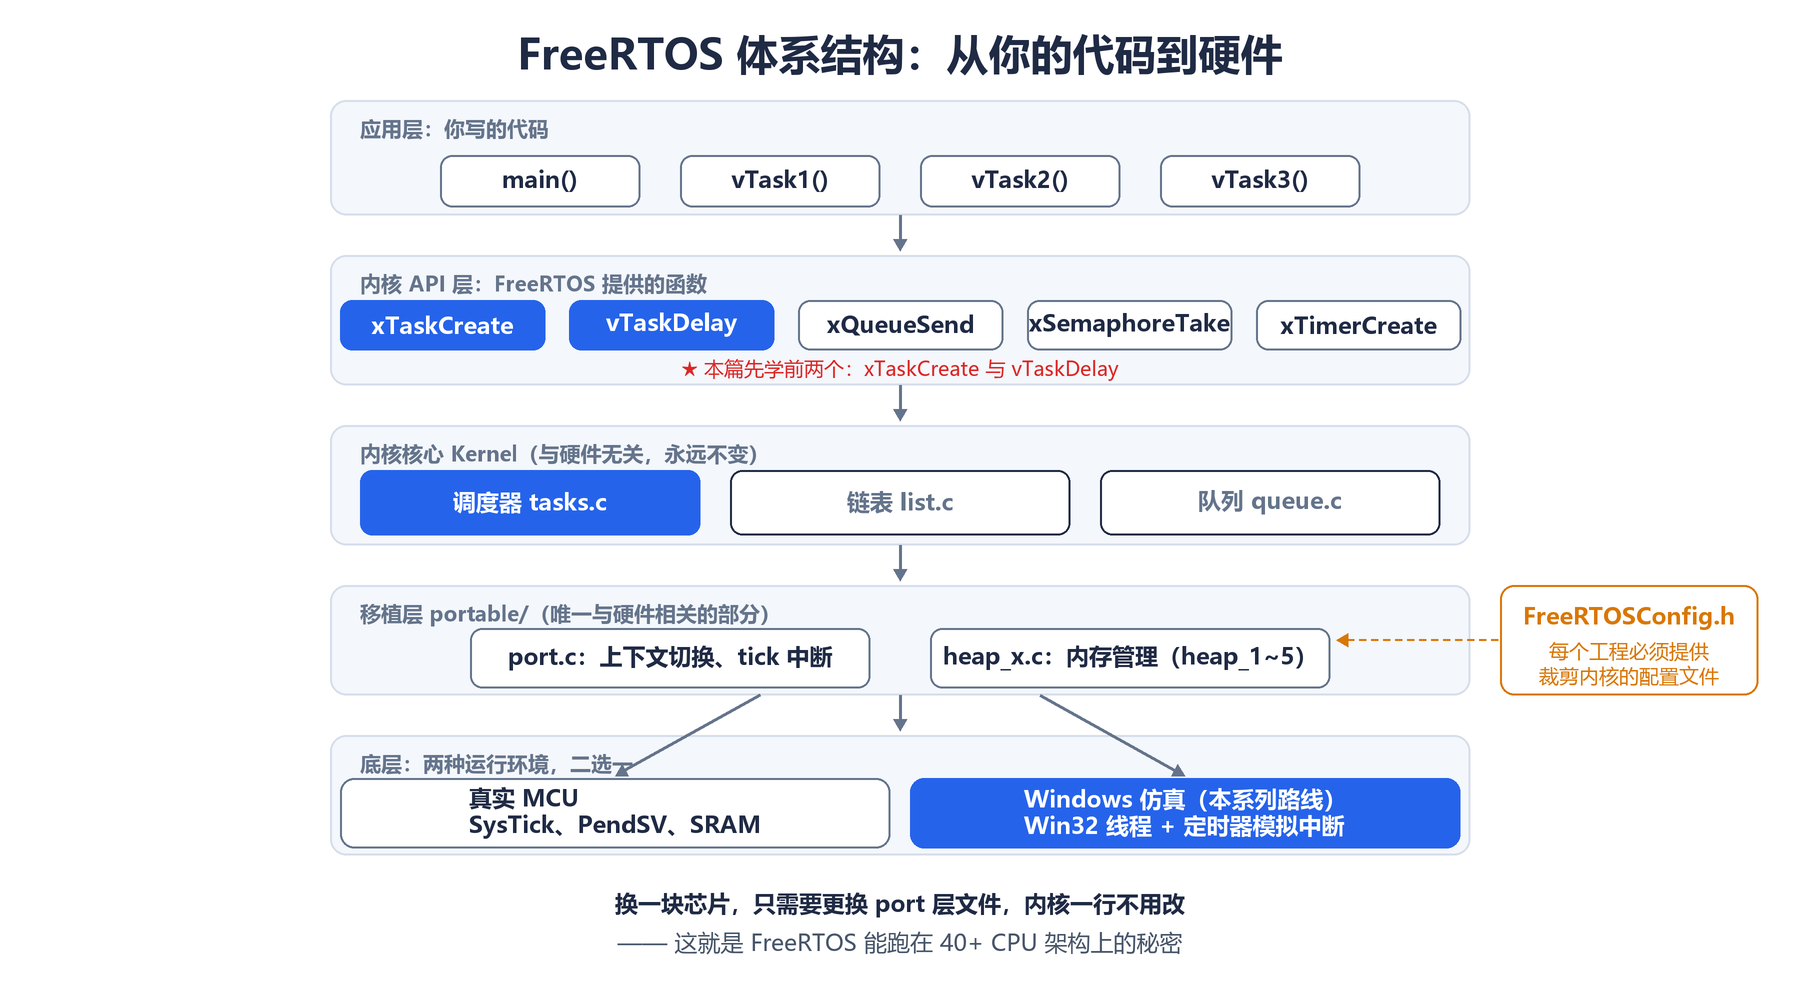 FreeRTOS 体系结构：从你的代码到硬件
应用层：你写的代码
main()
vTask1()
vTask2()
vTask3()
内核 API 层：FreeRTOS 提供的函数
xTaskCreate
vTaskDelay
xQueueSend
xSemaphoreTake
xTimerCreate
★ 本篇先学前两个：xTaskCreate 与 vTaskDelay
内核核心 Kernel（与硬件无关，永远不变）
调度器 tasks.c
链表 list.c
队列 queue.c
移植层 portable/（唯一与硬件相关的部分）
port.c：上下文切换、tick 中断
heap_x.c：内存管理（heap_1~5）
FreeRTOSConfig.h
每个工程必须提供
裁剪内核的配置文件
底层：两种运行环境，二选一
真实 MCU
SysTick、PendSV、SRAM
Windows 仿真（本系列路线）
Win32 线程 + 定时器模拟中断
换一块芯片，只需要更换 port 层文件，内核一行不用改
—— 这就是 FreeRTOS 能跑在 40+ CPU 架构上的秘密